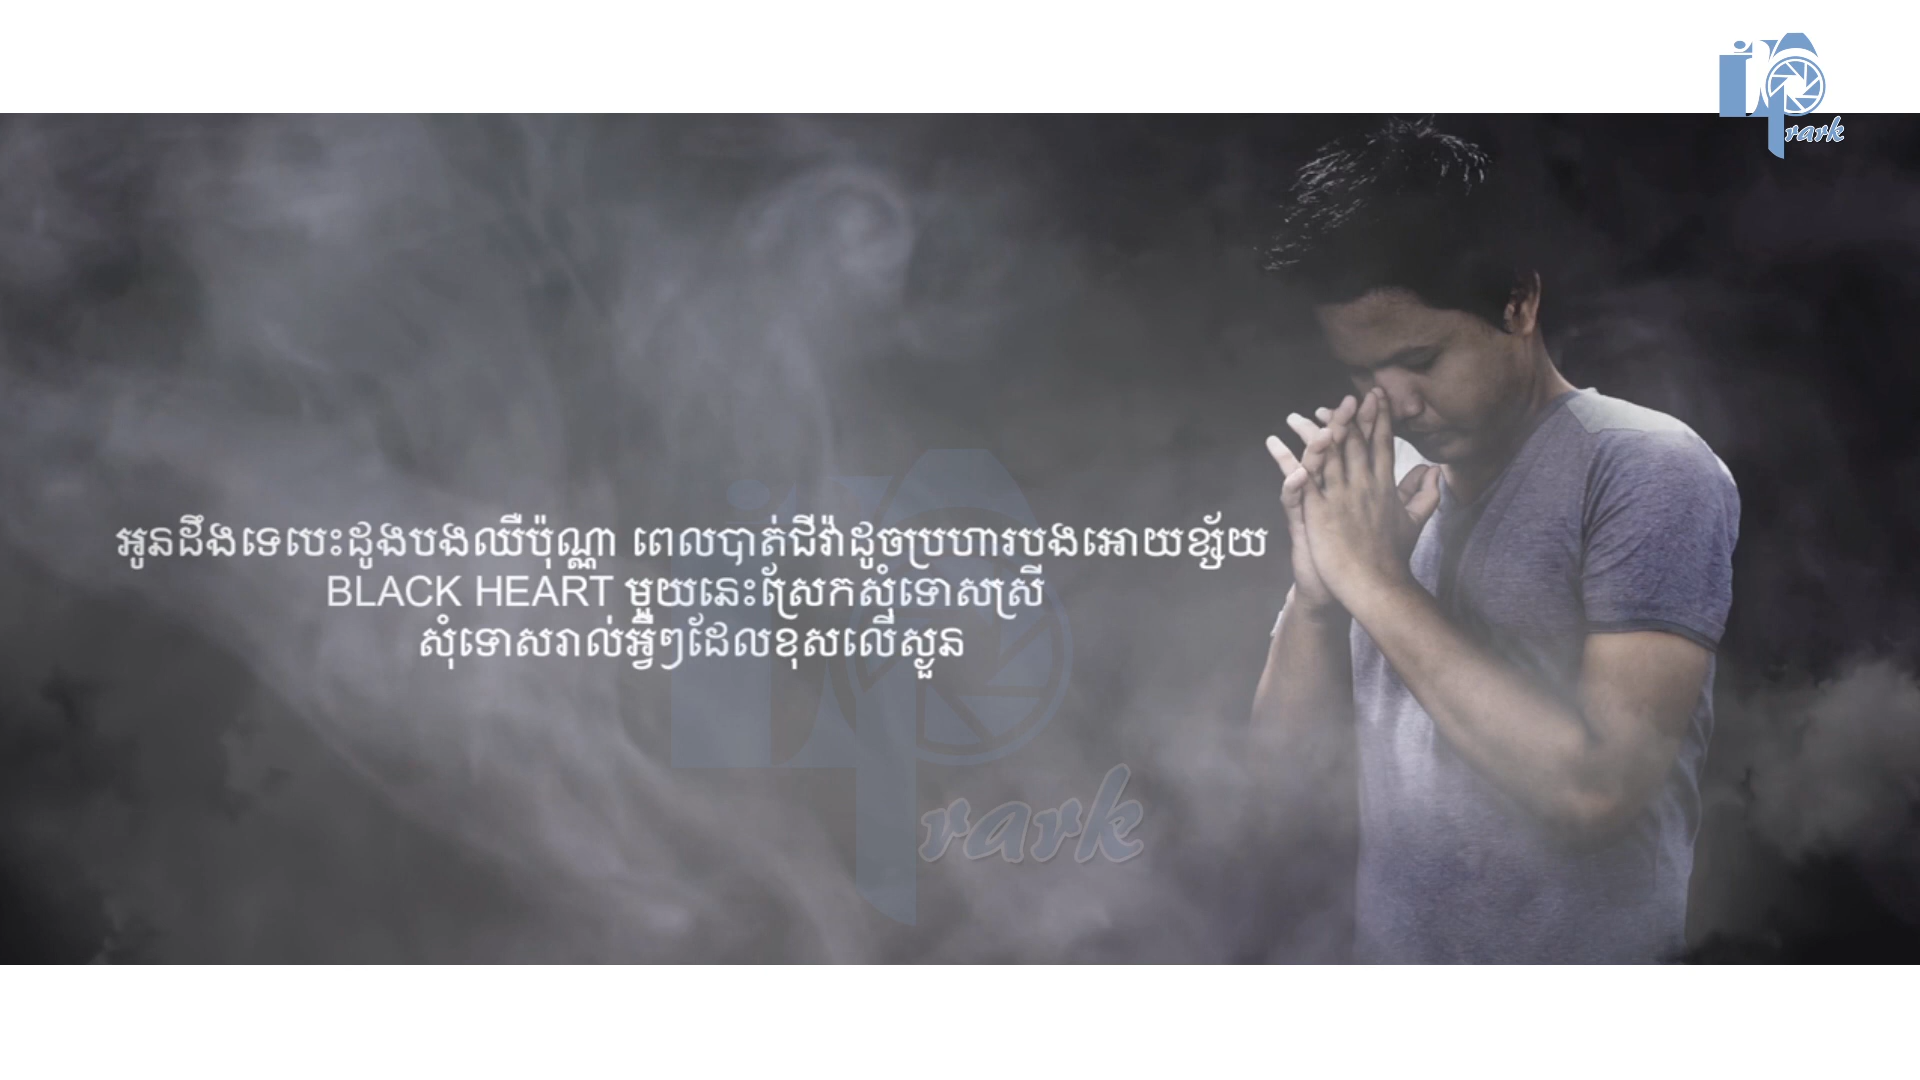 rark
អូនដឹងទេបេះដូងបងឈឺប៉ុណ្ណា ពេលបាត់ជីវ៉ាដូចប្រហារបងអោយខ្ស័យ
BLACK HEART មួយនេះស្រែកសុំទោសស្រី
សុំទោសរាល់អ្វីៗដែលខុសលើស្ងួន
rark